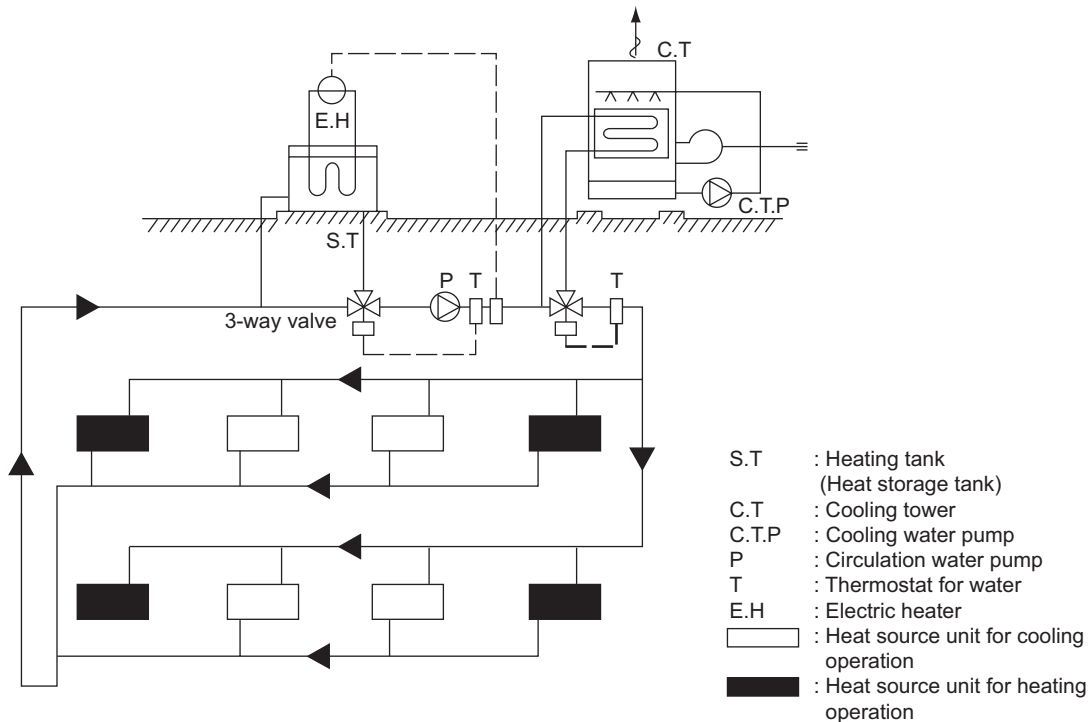 C.T
E.H
C.T.P
S.T
P
T
T
3-way valve
S.T : Heating tank
(Heat storage tank)
C.T : Cooling tower
C.T.P : Cooling water pump
P : Circulation water pump
T : Thermostat for water
E.H : Electric heater
: Heat source unit for cooling
operation
: Heat source unit for heating
operation